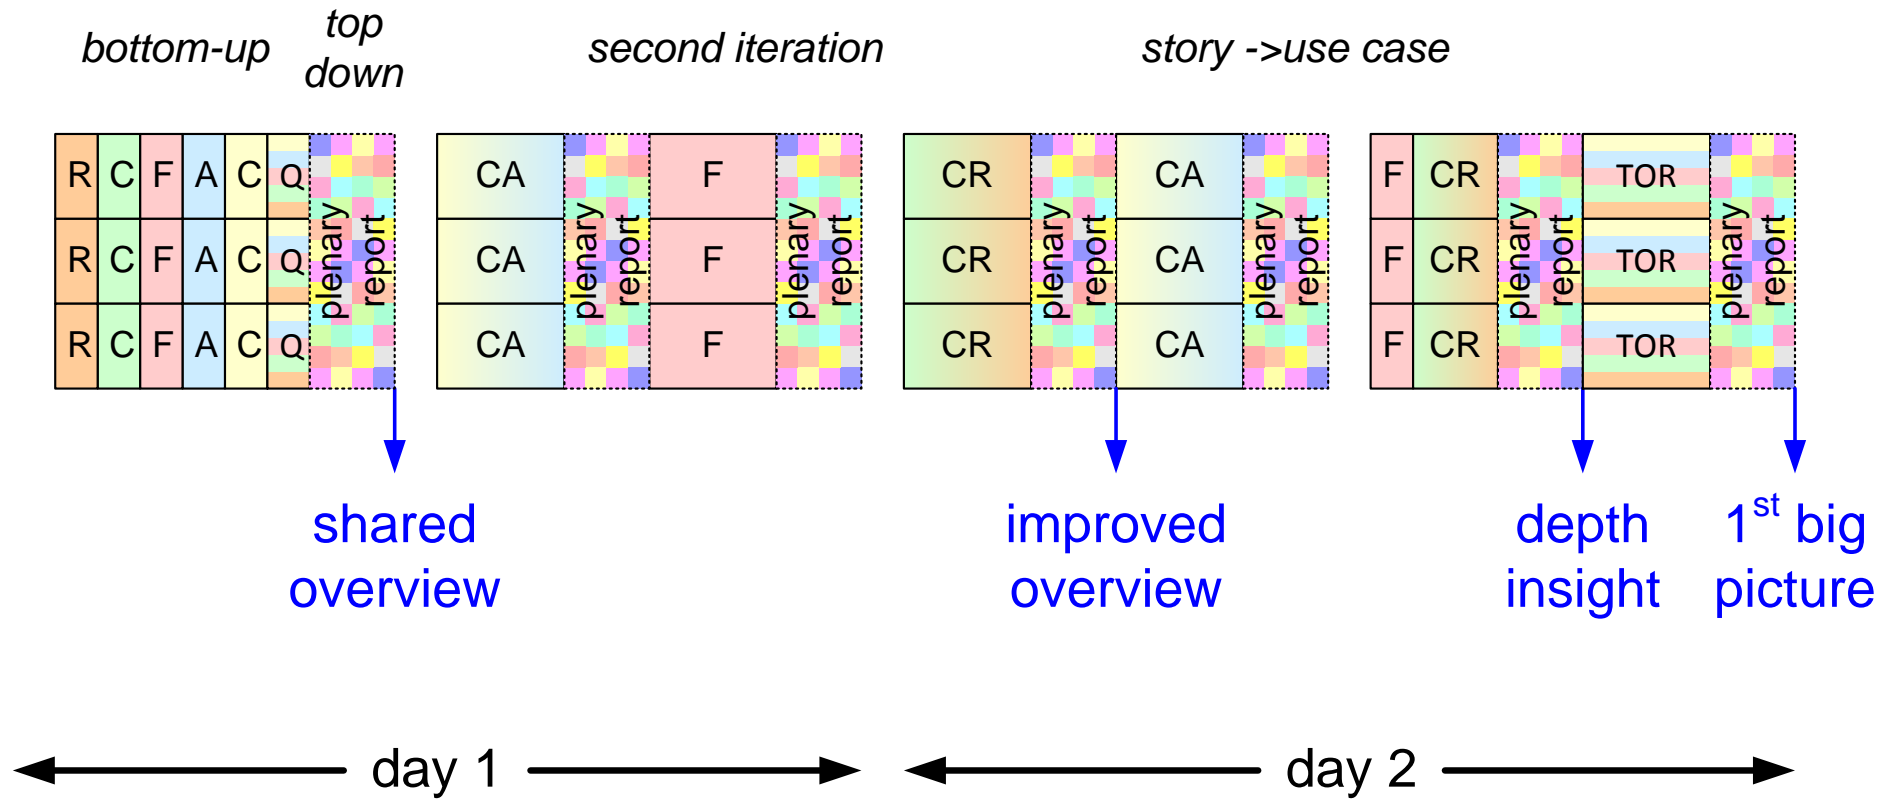 bottom-up
top
down
second iteration
story ->use case
R C F A C Q plenary report CA plenary report F plenary report CR plenary report CA plenary report F CR plenary report TOR plenary report
R C F A C Q CA F CR CA F CR TOR
R C F A C Q CA F CR CA F CR TOR
shared
overview
improved
overview
depth
insight
1st big
picture
day 1
day 2